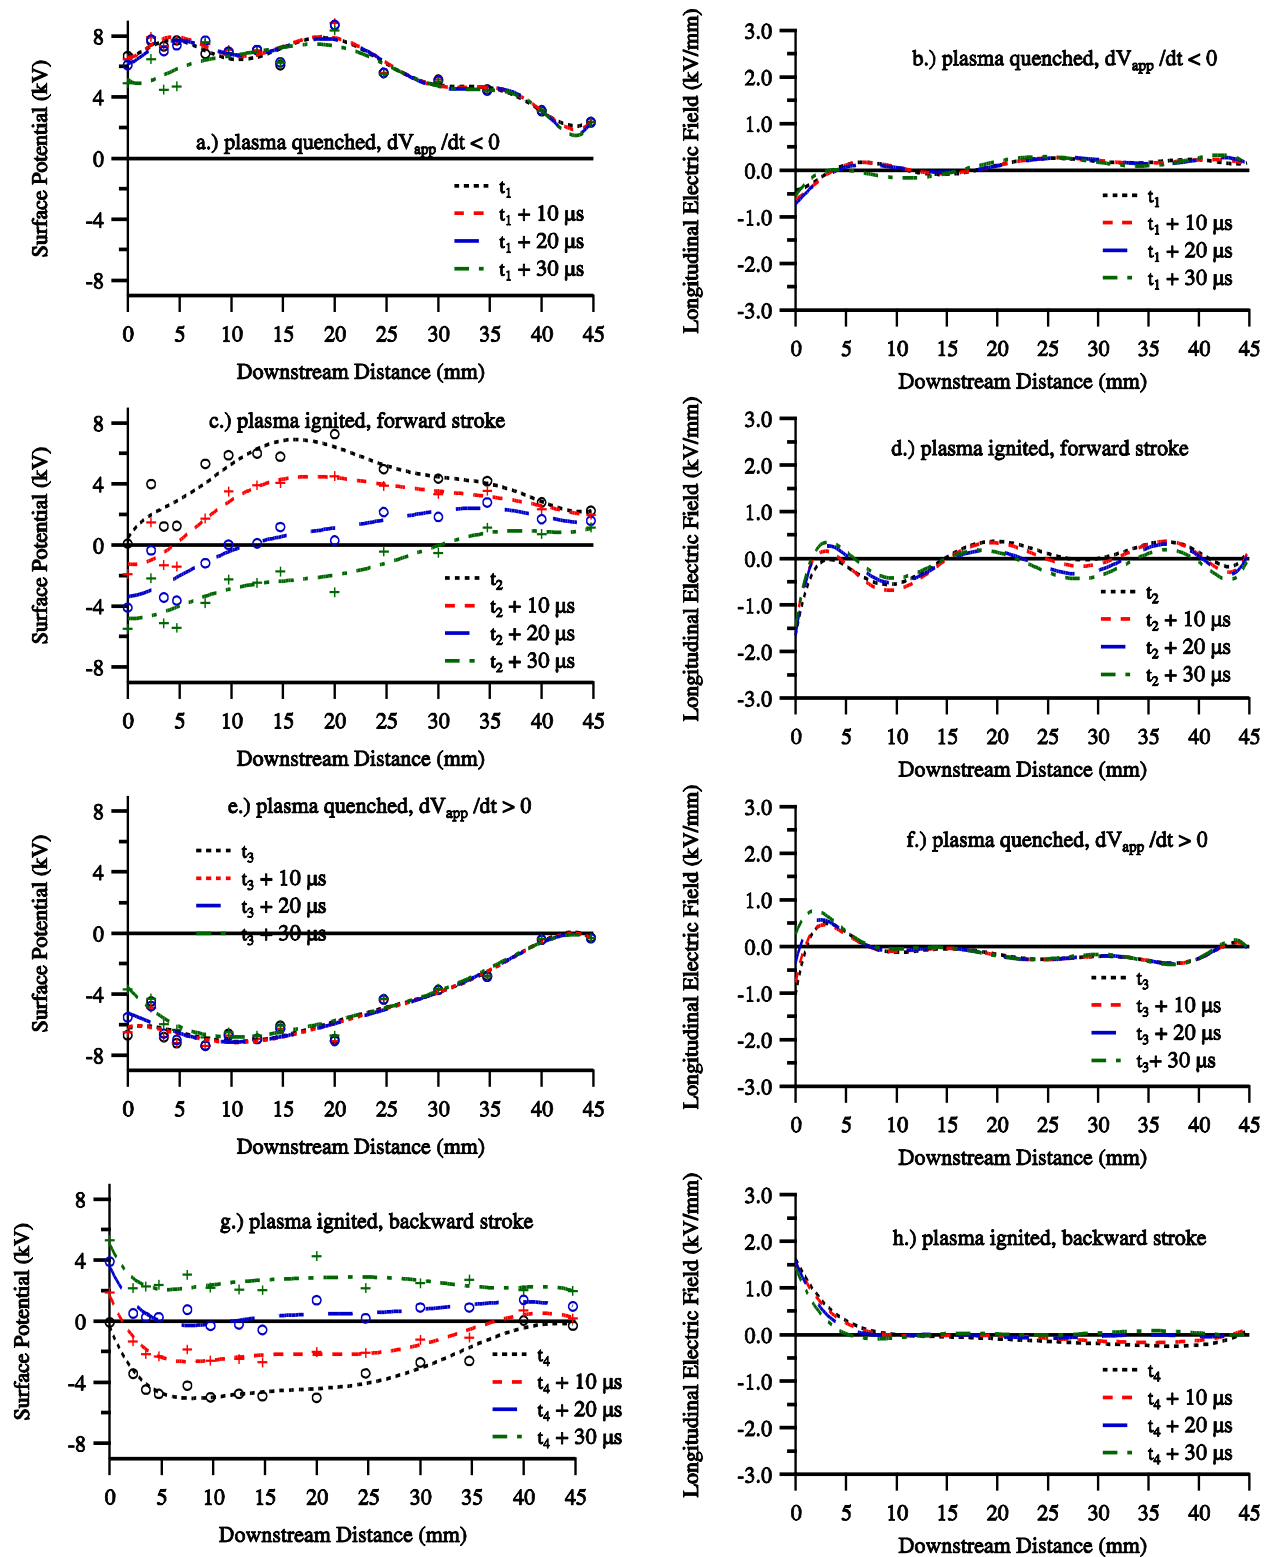 8
4
0
-4
-8
Surface Potential (kV)
a.) plasma quenched, dVapp /dt < 0
t1
t1 + 10 µs
t1 + 20 µs
t1 + 30 µs
0 5 10 15 20 25 30 35 40 45
Downstream Distance (mm)
3.0
2.0
1.0
0.0
-1.0
-2.0
-3.0
Longitudinal Electric Field (kV/mm)
b.) plasma quenched, dVapp /dt < 0
t1
t1 + 10 µs
t1 + 20 µs
t1 + 30 µs
0 5 10 15 20 25 30 35 40 45
Downstream Distance (mm)
8
4
0
-4
-8
Surface Potential (kV)
c.) plasma ignited, forward stroke
t2
t2 + 10 µs
t2 + 20 µs
t2 + 30 µs
0 5 10 15 20 25 30 35 40 45
Downstream Distance (mm)
3.0
2.0
1.0
0.0
-1.0
-2.0
-3.0
Longitudinal Electric Field (kV/mm)
d.) plasma ignited, forward stroke
t2
t2 + 10 µs
t2 + 20 µs
t2 + 30 µs
0 5 10 15 20 25 30 35 40 45
Downstream Distance (mm)
8
4
0
-4
-8
Surface Potential (kV)
e.) plasma quenched, dVapp /dt > 0
t3
t3 + 10 µs
t3 + 20 µs
t3 + 30 µs
0 5 10 15 20 25 30 35 40 45
Downstream Distance (mm)
3.0
2.0
1.0
0.0
-1.0
-2.0
-3.0
Longitudinal Electric Field (kV/mm)
f.) plasma quenched, dVapp /dt > 0
t3
t3 + 10 µs
t3 + 20 µs
t3+ 30 µs
0 5 10 15 20 25 30 35 40 45
Downstream Distance (mm)
8
4
0
-4
-8
Surface Potential (kV)
g.) plasma ignited, backward stroke
t4
t4 + 10 µs
t4 + 20 µs
t4 + 30 µs
0 5 10 15 20 25 30 35 40 45
Downstream Distance (mm)
3.0
2.0
1.0
0.0
-1.0
-2.0
-3.0
Longitudinal Electric Field (kV/mm)
h.) plasma ignited, backward stroke
t4
t4 + 10 µs
t4 + 20 µs
t4 + 30 µs
0 5 10 15 20 25 30 35 40 45
Downstream Distance (mm)